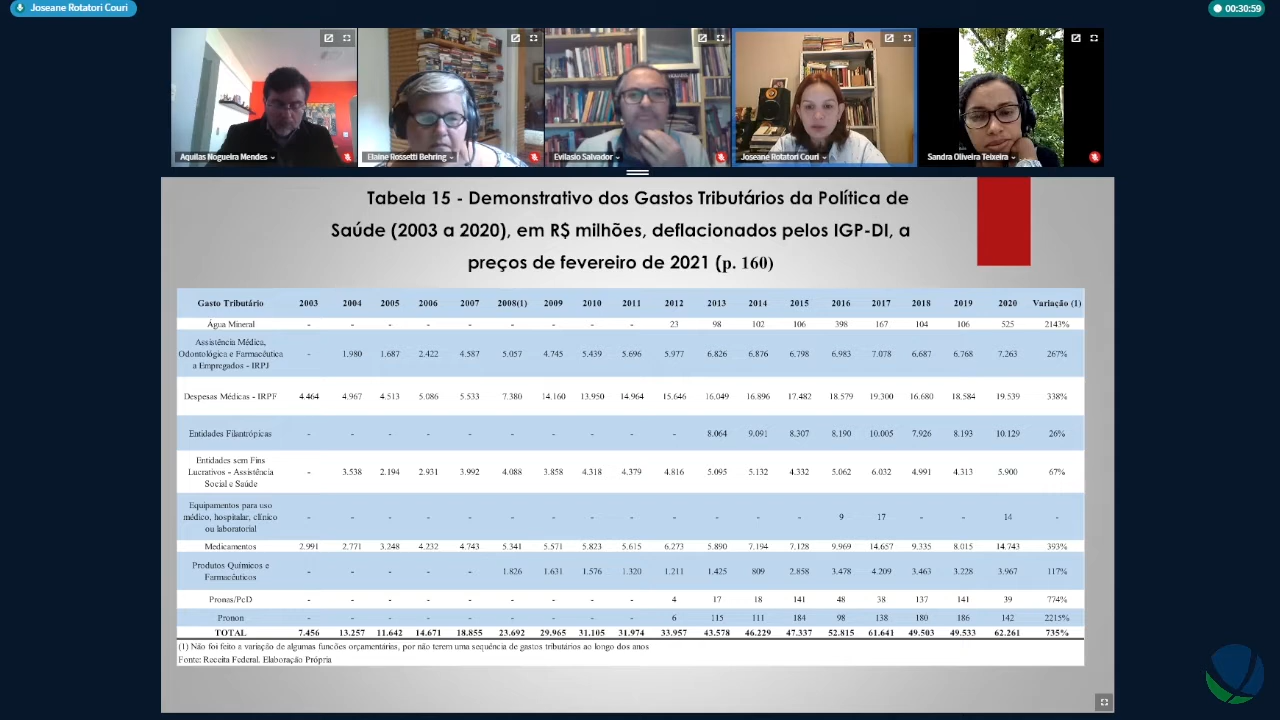 Joseane Rotatori Couri
00:30:59
Aquilas Nogueira Mendes
Elaine Rossetti Behring
Evilasio Salvador
Joseane Rotatori Couri
Sandra Oliveira Teixeira
Tabela 15 - Demonstrativo dos Gastos Tributários da Política de
Saúde (2003 a 2020), em R$ milhões, deflacionados pelos IGP-DI, a
preços de fevereiro de 2021 (p. 160)
Gasto Tributário 2003 2004 2005 2006 2007 2008(1) 2009 2010 2011 2012 2013 2014 2015 2016 2017 2018 2019 2020 Variação (1)
Água Mineral - - - - - - - - - 23 98 102 106 398 167 104 106 525 2143%
Assistência Médica,
Odontológica e Farmacêutica
a Empregados - IRPJ
- 1.980 1.687 2.422 4.587 5.057 4.745 5.439 5.696 5.977 6.826 6.876 6.798 6.983 7.078 6.687 6.768 7.263 267%
Despesas Médicas - IRPF 4.464 4.967 4.513 5.086 5.533 7.380 14.160 13.950 14.964 15.646 16.049 16.896 17.482 18.579 19.300 16.680 18.584 19.539 338%
Entidades Filantrópicas - - - - - - - - - - 8.064 9.091 8.307 8.190 10.005 7.926 8.193 10.129 26%
Entidades sem Fins
Lucrativos - Assistência
Social e Saúde
- 3.538 2.194 2.931 3.992 4.088 3.858 4.318 4.379 4.816 5.095 5.132 4.332 5.062 6.032 4.991 4.313 5.900 67%
Equipamentos para uso
médico, hospitalar, clínico
ou laboratorial
- - - - - - - - - - - - - 9 17 - - 14 -
Medicamentos 2.991 2.771 3.248 4.232 4.743 5.341 5.571 5.823 5.615 6.273 5.890 7.194 7.128 9.969 14.657 9.335 8.015 14.743 393%
Produtos Químicos e
Farmacêuticos
- - - - - 1.826 1.631 1.576 1.320 1.211 1.425 809 2.858 3.478 4.209 3.463 3.228 3.967 117%
Pronas/PcD - - - - - - - - - 4 17 18 141 48 38 137 141 39 774%
Pronon - - - - - - - - - 6 115 111 184 98 138 180 186 142 2215%
TOTAL 7.456 13.257 11.642 14.671 18.855 23.692 29.965 31.105 31.974 33.957 43.578 46.229 47.337 52.815 61.641 49.503 49.533 62.261 735%
(1) Não foi feito a variação de algumas funcões orçamentárias, por não terem uma sequência de gastos tributários ao longo dos anos
Fonte: Receita Federal. Elaboração Própria